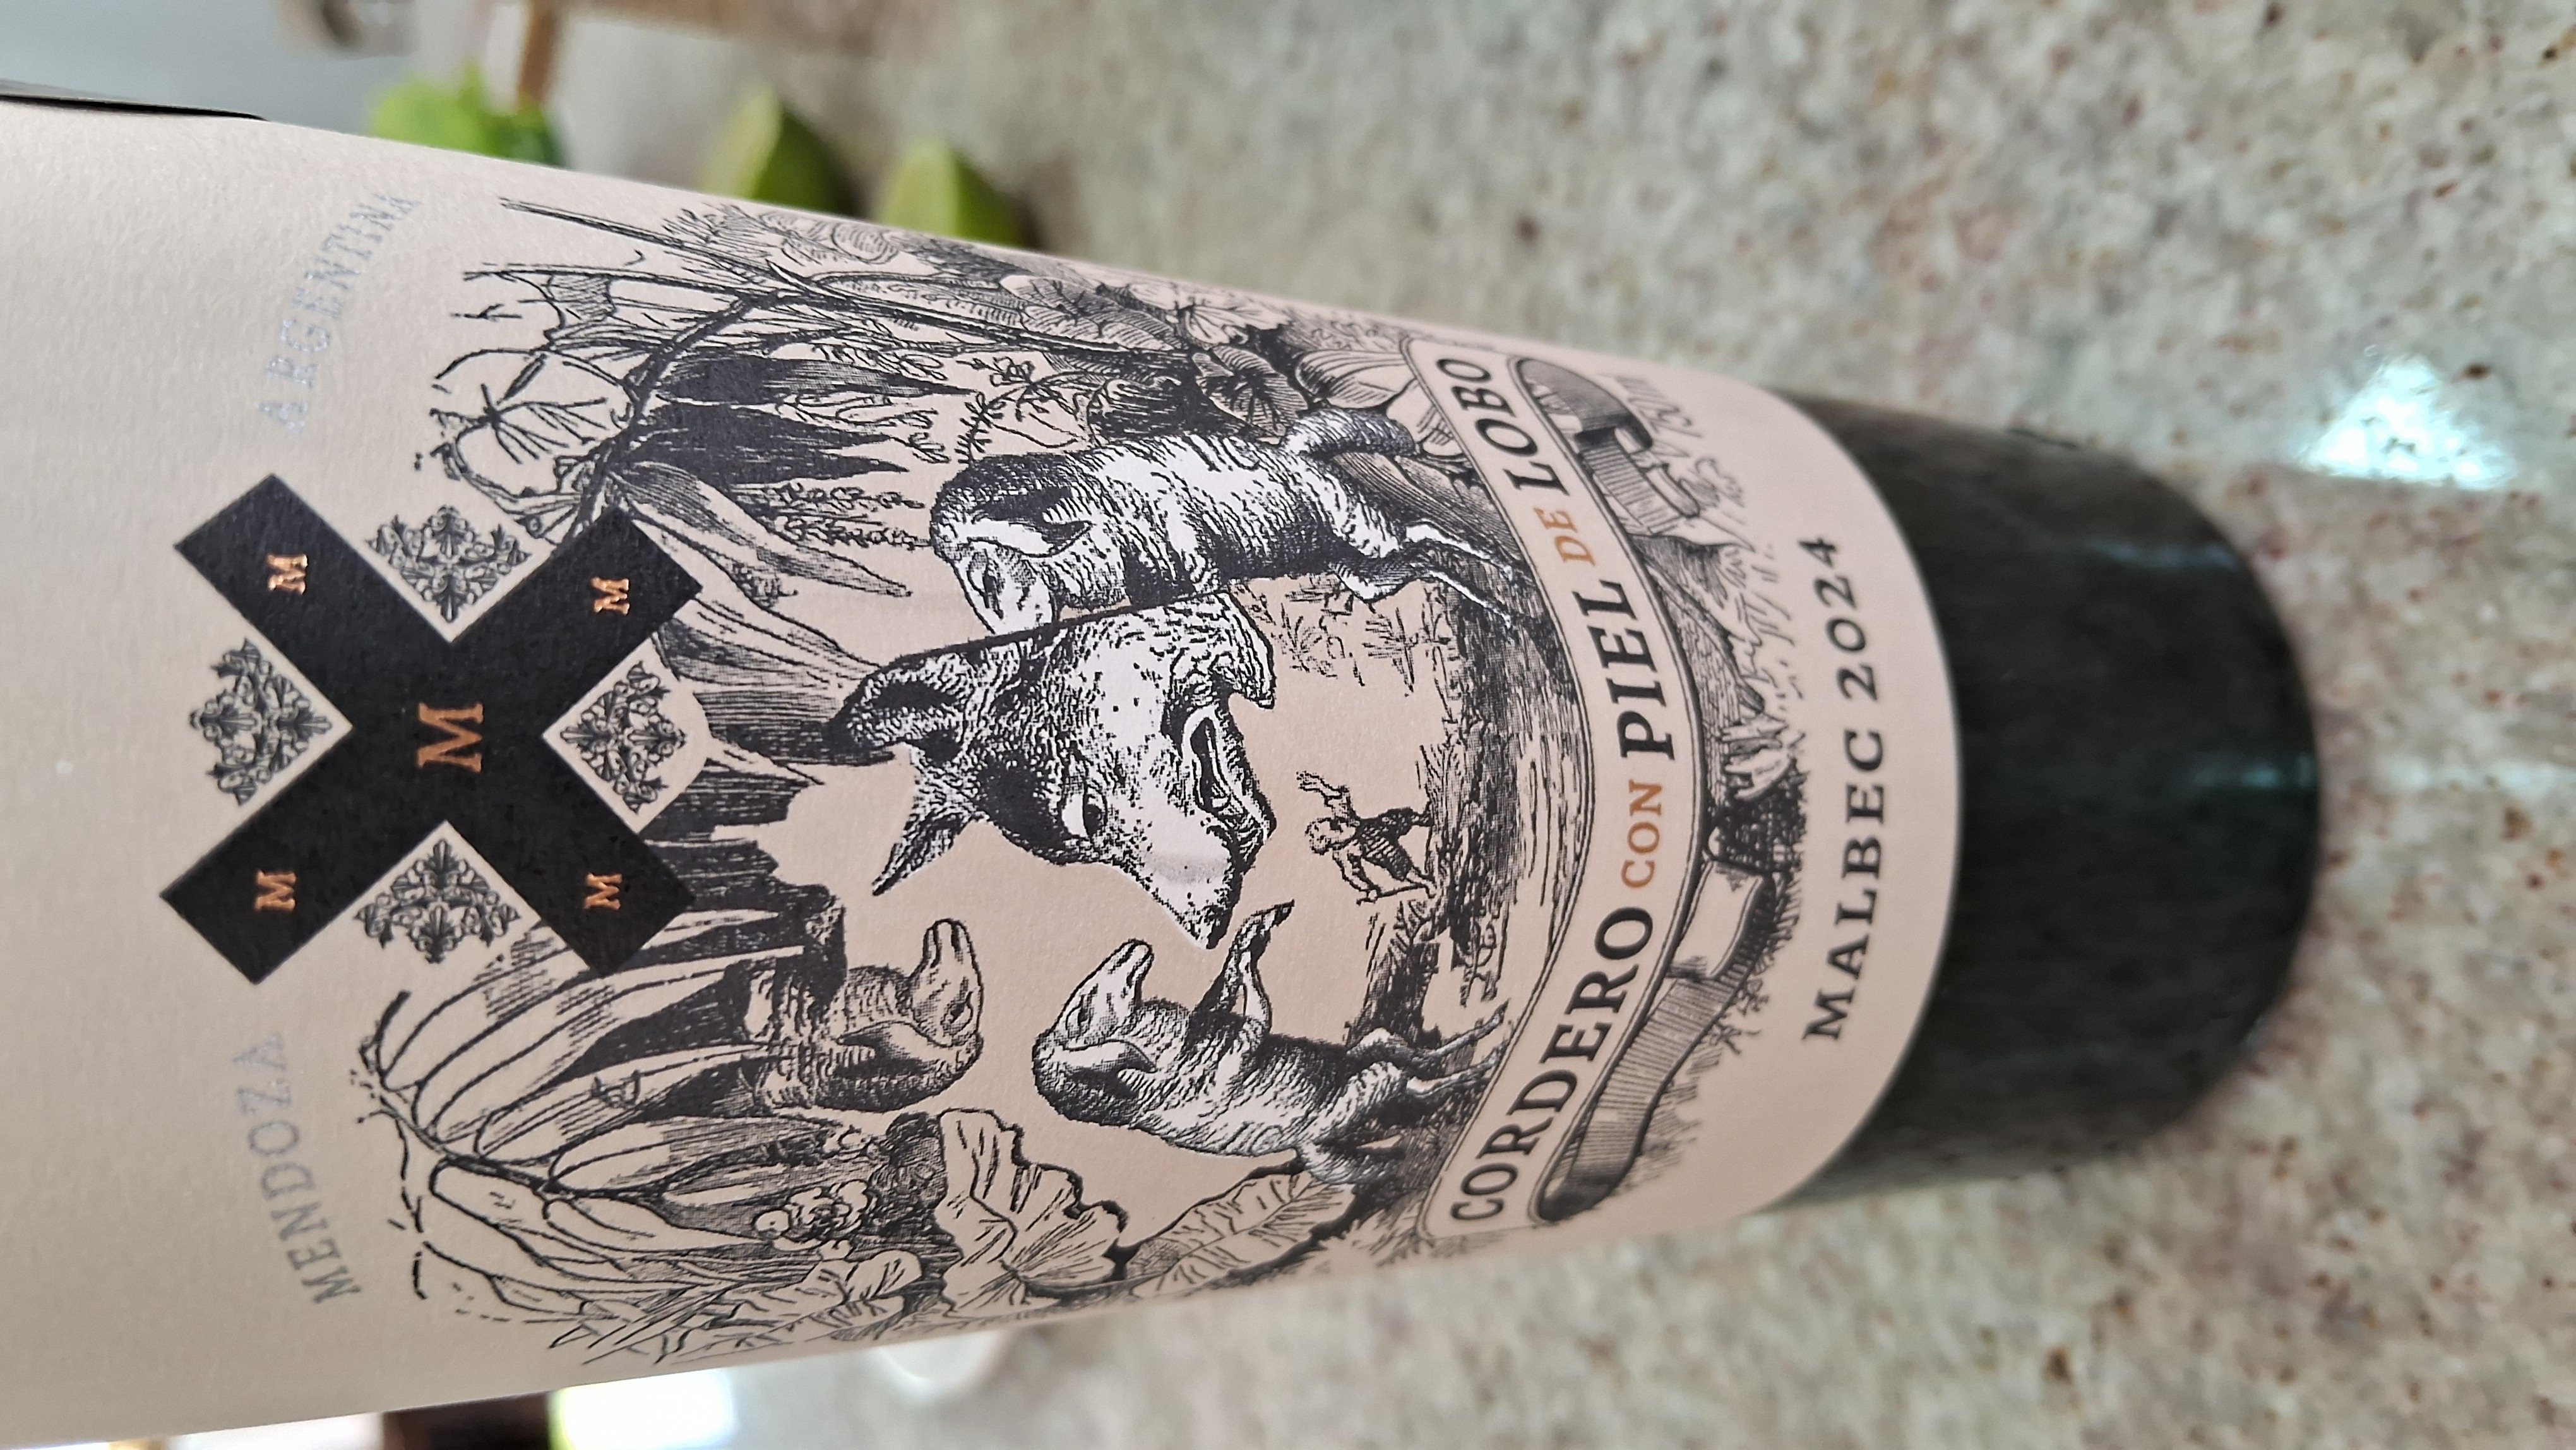 MENDOZA ARGENTINA
M M
M
M M
CORDERO CON PIEL DE LOBO
MALBEC 2024